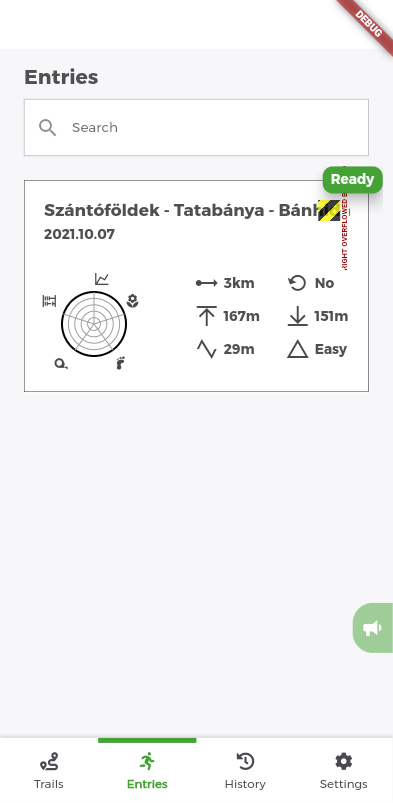 DEBUG
Entries
Search
Ready
Szántóföldek - Tatabánya -
RIGHT OVERFLOWED
2021.10.07
3km
No
167m
151m
29m
Easy
Trails
Entries
History
Settings